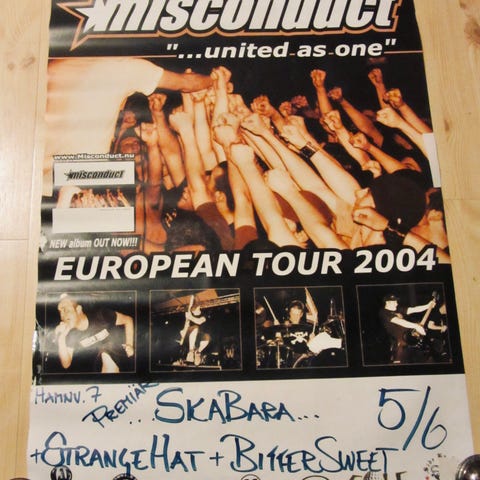 misconduct
"...united-as-one"
www.Misconduct.nu
misconduct
NEW album OUT NOW!!!
EUROPEAN TOUR 2004
HAMNV. 7
PREMIÄR
...SKABARA... 5/6
+STRANGEHAT + BITTERSWEET